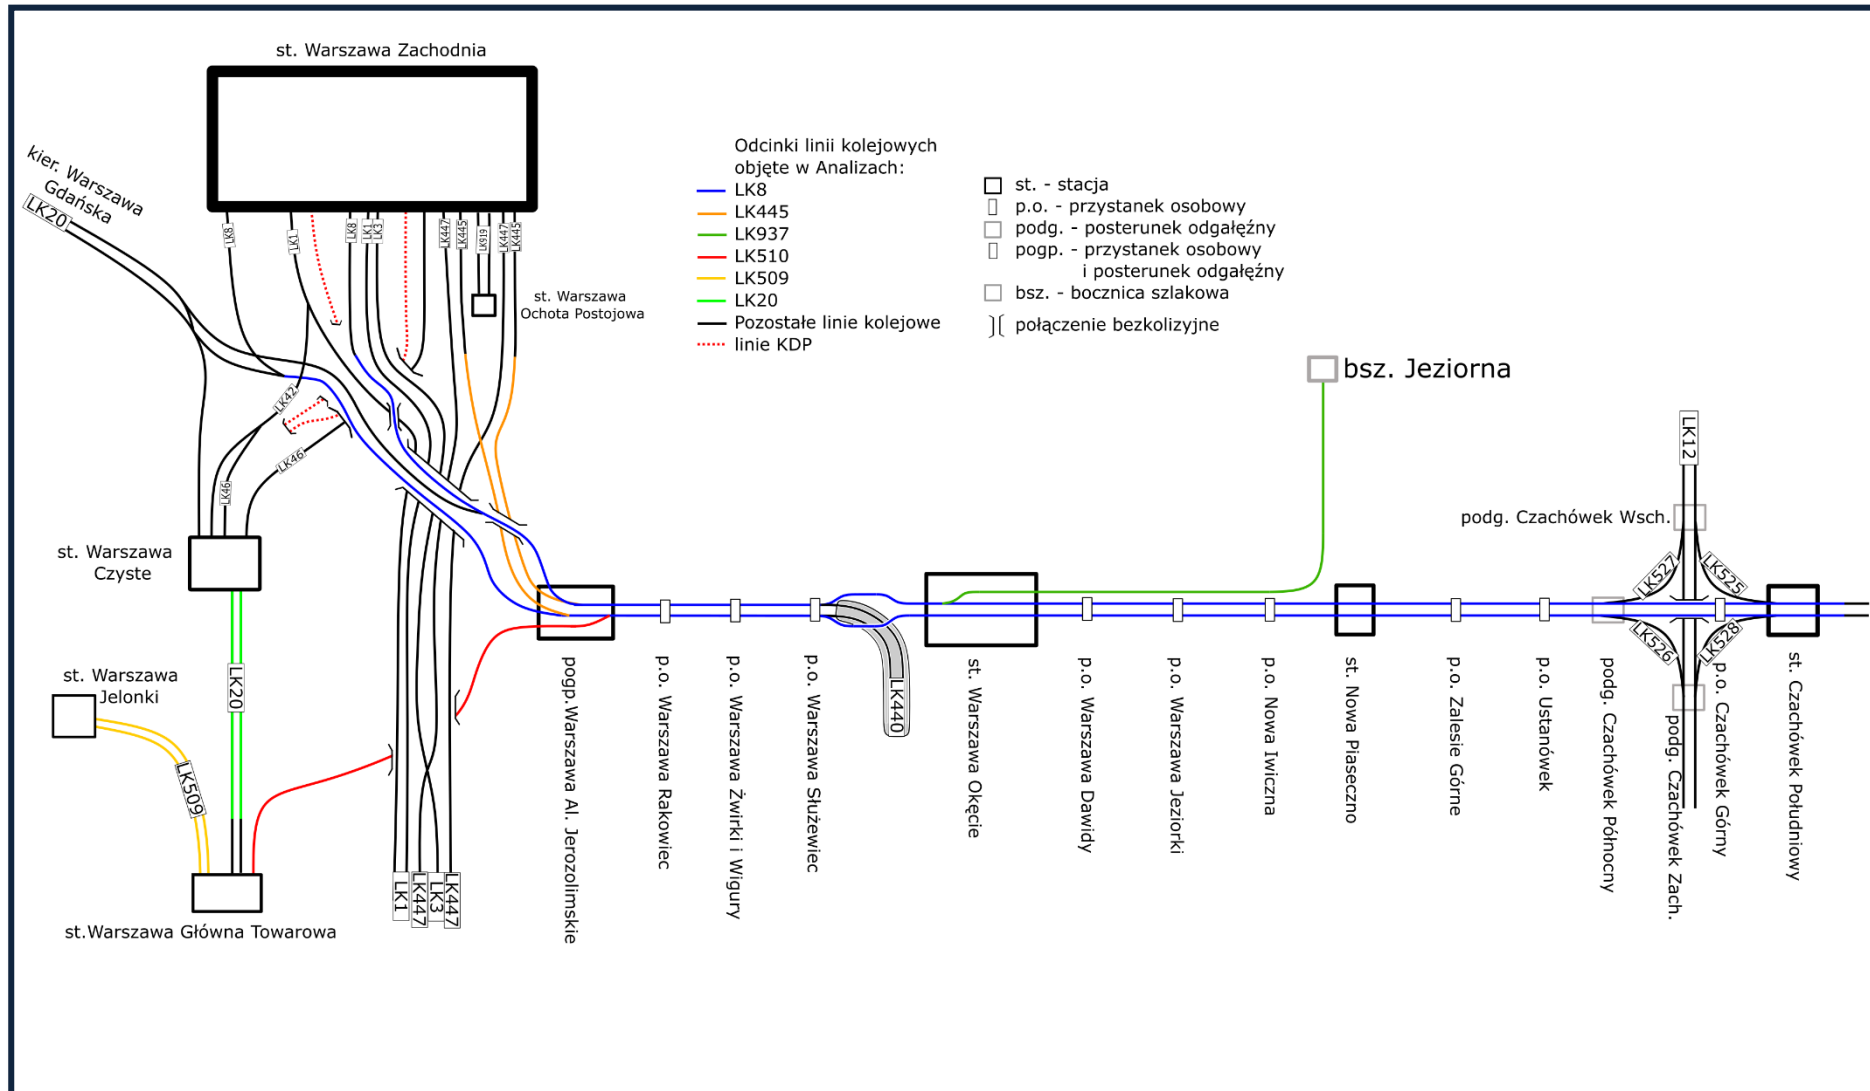 st. Warszawa Zachodnia
kier. Warszawa
Gdańska
LK20
LK8
LK1
LK8
LK1
LK3
LK447
LK445
LK919
LK447
LK445
st. Warszawa
Ochota Postojowa
Odcinki linii kolejowych
objęte w Analizach:
LK8
LK445
LK937
LK510
LK509
LK20
Pozostałe linie kolejowe
linie KDP
st. - stacja
p.o. - przystanek osobowy
podg. - posterunek odgałęźny
pogp. - przystanek osobowy
i posterunek odgałęźny
bsz. - bocznica szlakowa
połączenie bezkolizyjne
bsz. Jeziorna
LK42
LK46
LK46
st. Warszawa
Czyste
LK20
st. Warszawa
Jelonki
LK509
st.Warszawa Główna Towarowa
LK1
LK447
LK3
LK447
pogp.Warszawa Al. Jerozolimskie
p.o. Warszawa Rakowiec
p.o. Warszawa Żwirki i Wigury
p.o. Warszawa Służewiec
LK440
st. Warszawa Okęcie
p.o. Warszawa Dawidy
p.o. Warszawa Jeziorki
p.o. Nowa Iwiczna
st. Nowa Piaseczno
p.o. Zalesie Górne
p.o. Ustanówek
podg. Czachówek Północny
podg. Czachówek Zach.
p.o. Czachówek Górny
st. Czachówek Południowy
LK12
podg. Czachówek Wsch.
LK527
LK525
LK526
LK528